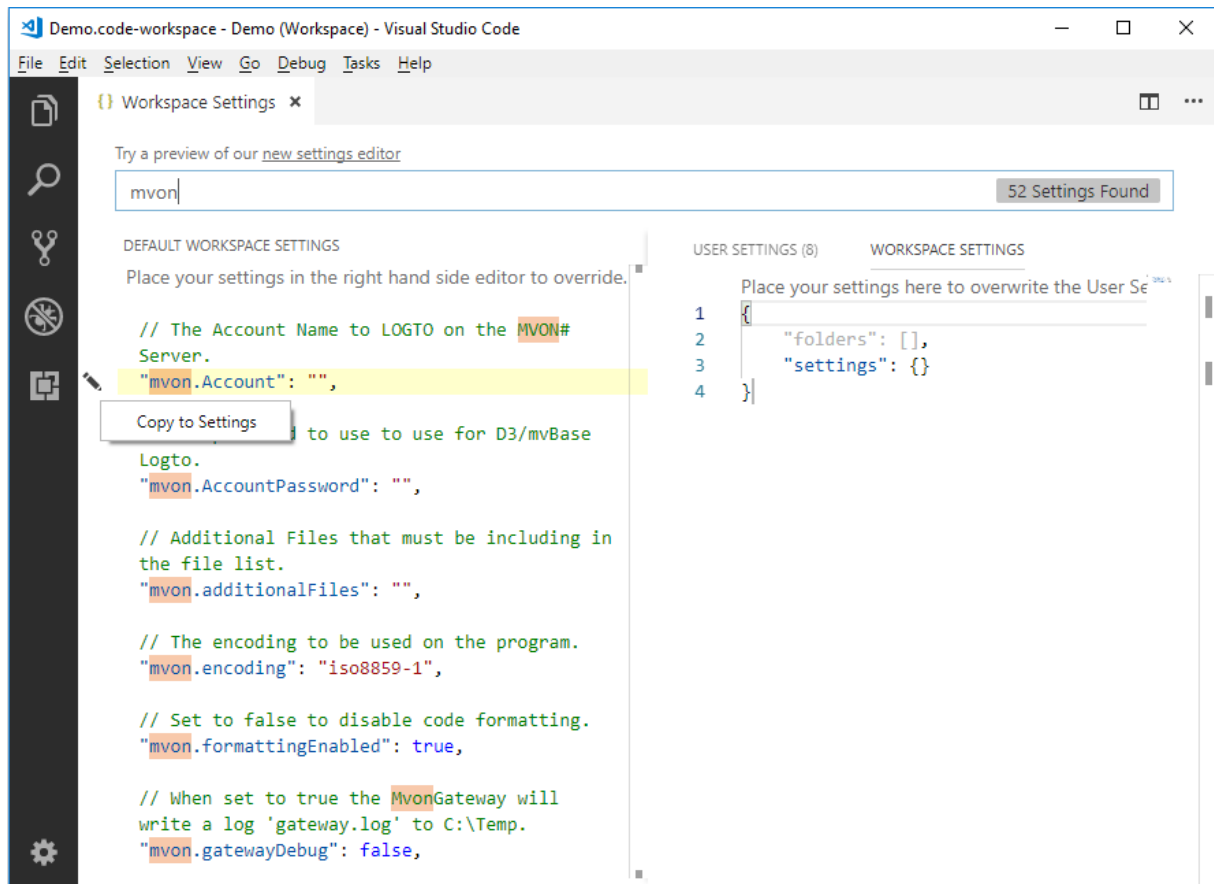 Demo.code-workspace - Demo (Workspace) - Visual Studio Code
File Edit Selection View Go Debug Tasks Help
{} Workspace Settings ×
Try a preview of our new settings editor
mvon
52 Settings Found
DEFAULT WORKSPACE SETTINGS
Place your settings in the right hand side editor to override.
// The Account Name to LOGTO on the MVON#
Server.
"mvon.Account": "",
Copy to Settings
to use to use for D3/mvBase
Logto.
"mvon.AccountPassword": "",
// Additional Files that must be including in
the file list.
"mvon.additionalFiles": "",
// The encoding to be used on the program.
"mvon.encoding": "iso8859-1",
// Set to false to disable code formatting.
"mvon.formattingEnabled": true,
// When set to true the MvonGateway will
write a log 'gateway.log' to C:\Temp.
"mvon.gatewayDebug": false,
USER SETTINGS (8) WORKSPACE SETTINGS
Place your settings here to overwrite the User Se
1 {
2 "folders": [],
3 "settings": {}
4 }